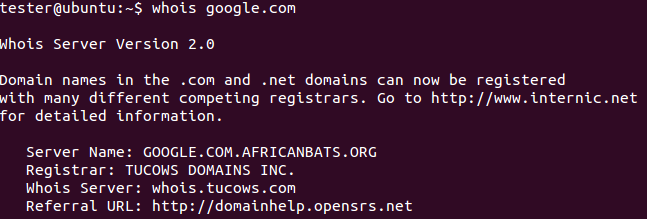 tester@ubuntu:~$ whois google.com
Whois Server Version 2.0
Domain names in the .com and .net domains can now be registered
with many different competing registrars. Go to http://www.internic.net
for detailed information.
Server Name: GOOGLE.COM.AFRICANBATS.ORG
Registrar: TUCOWS DOMAINS INC.
Whois Server: whois.tucows.com
Referral URL: http://domainhelp.opensrs.net